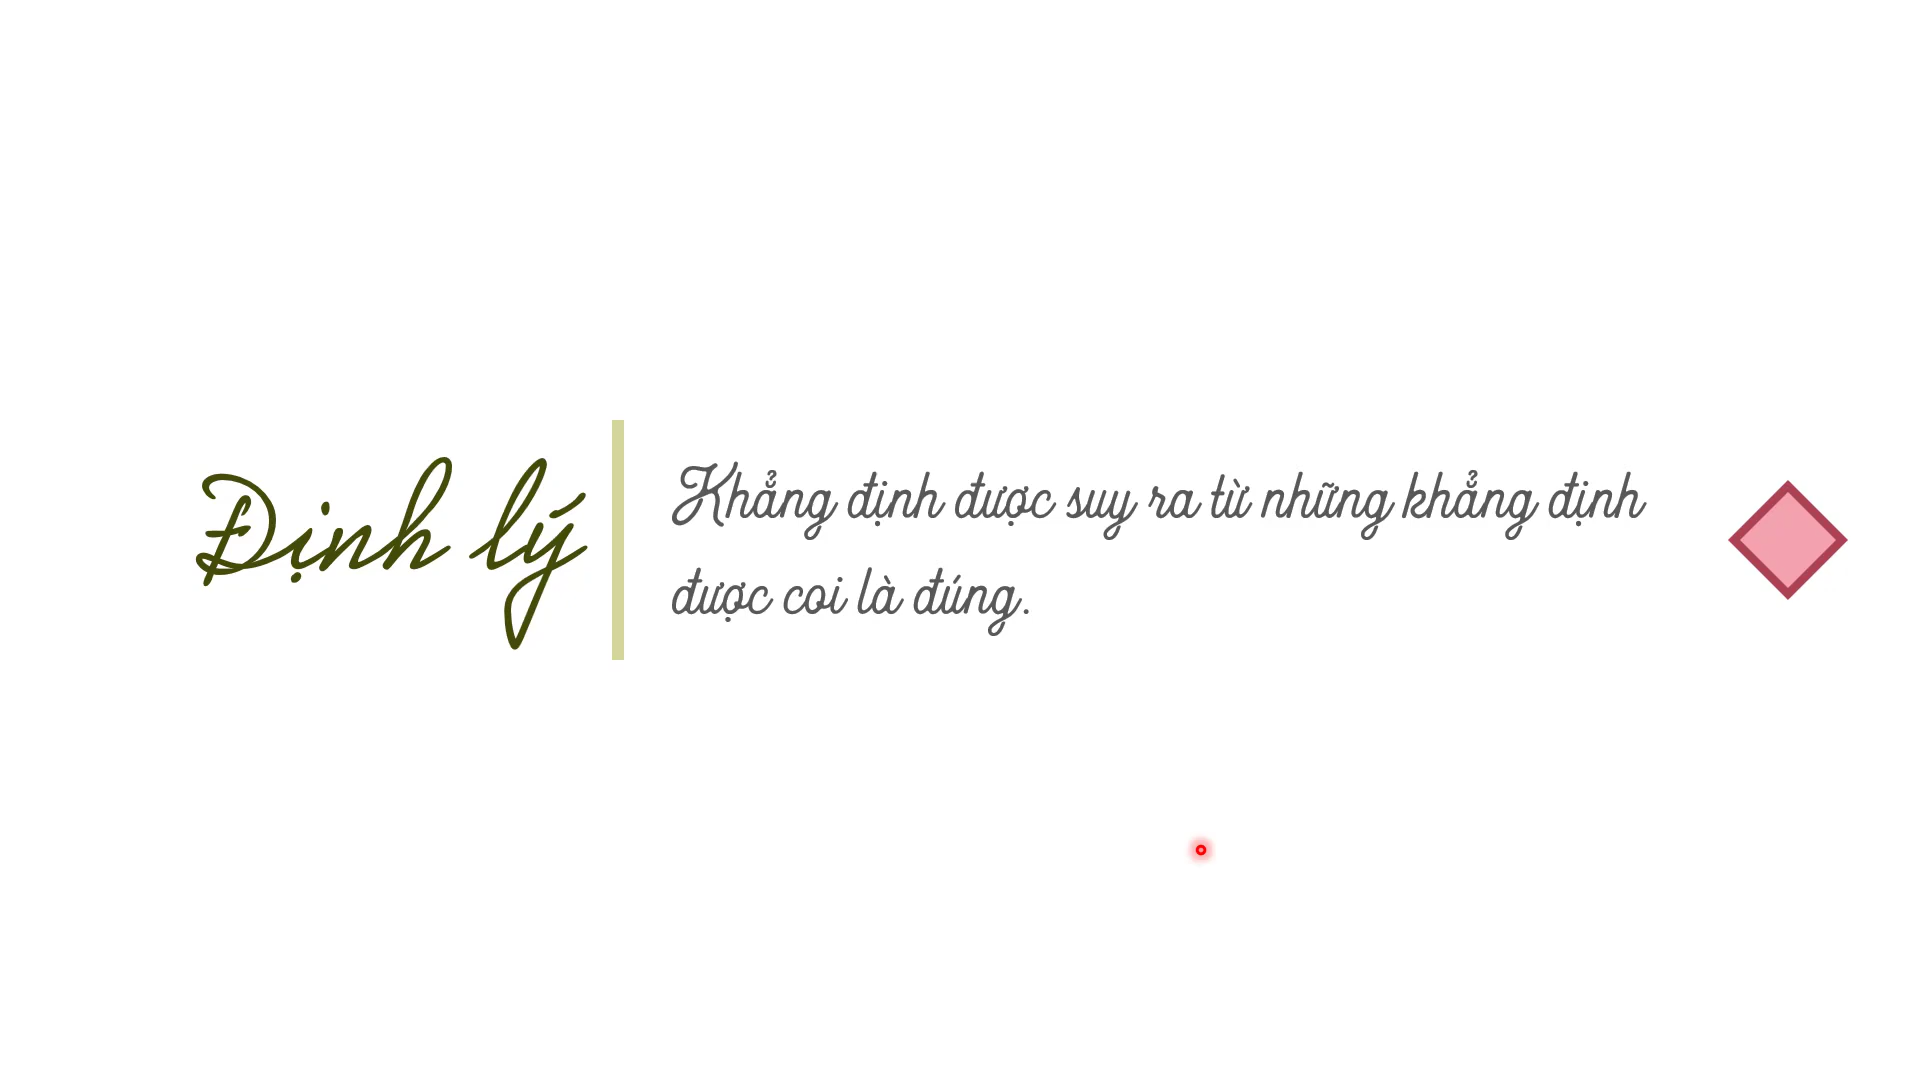 Định lý
Khẳng định được suy ra từ những khẳng định
được coi là đúng.